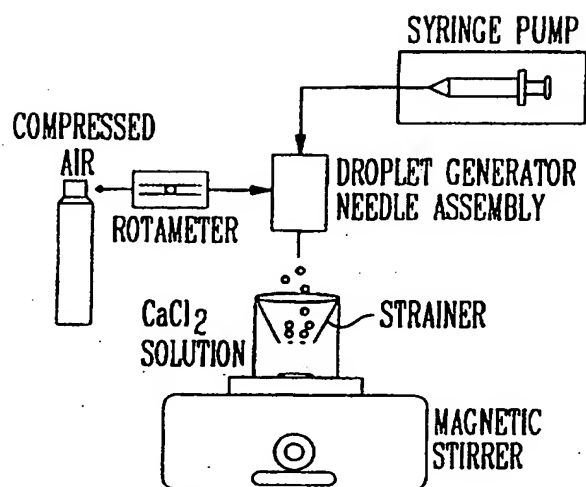 SYRINGE PUMP
COMPRESSED
AIR
ROTAMETER
DROPLET GENERATOR
NEEDLE ASSEMBLY
CaCl2
SOLUTION
STRAINER
MAGNETIC
STIRRER